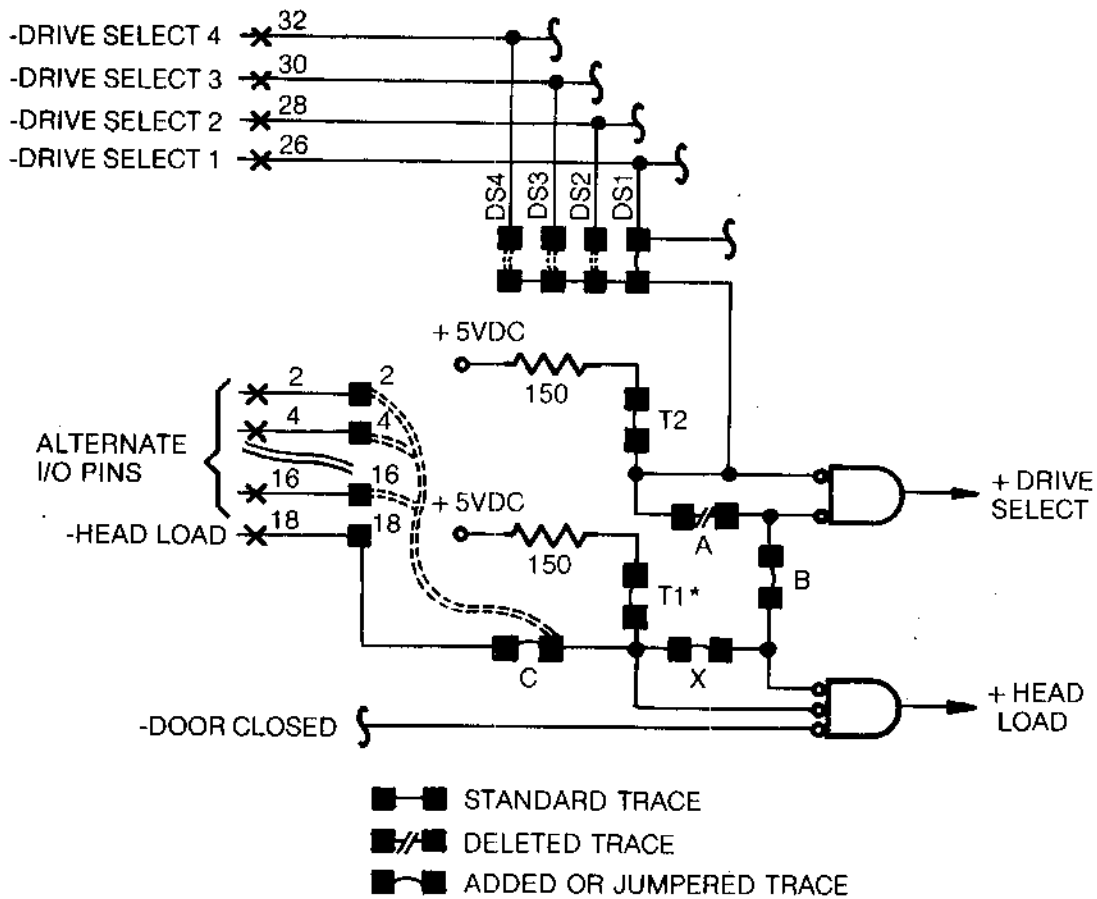 -DRIVE SELECT 4 32
-DRIVE SELECT 3 30
-DRIVE SELECT 2 28
-DRIVE SELECT 1 26
DS4 DS3 DS2 DS1
+ 5VDC
150
T2
2 2
4 4
ALTERNATE
I/O PINS
16 16
-HEAD LOAD 18 18
+ 5VDC
150
T1*
A
B
+ DRIVE
SELECT
C
X
-DOOR CLOSED
+ HEAD
LOAD
STANDARD TRACE
DELETED TRACE
ADDED OR JUMPERED TRACE